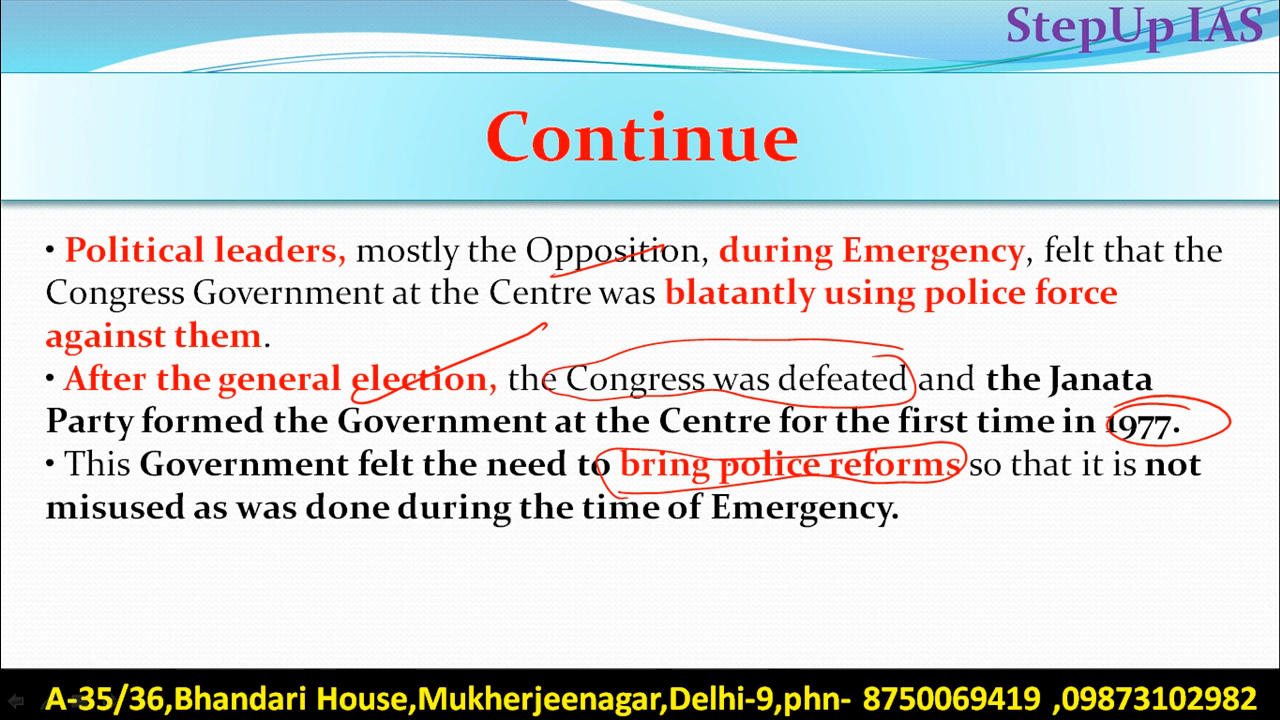 StepUp IAS
Continue
• Political leaders, mostly the Opposition, during Emergency, felt that the
Congress Government at the Centre was blatantly using police force
against them.
• After the general election, the Congress was defeated and the Janata
Party formed the Government at the Centre for the first time in 1977.
• This Government felt the need to bring police reforms so that it is not
misused as was done during the time of Emergency.
A-35/36,Bhandari House,Mukherjeenagar,Delhi-9,phn- 8750069419 ,09873102982